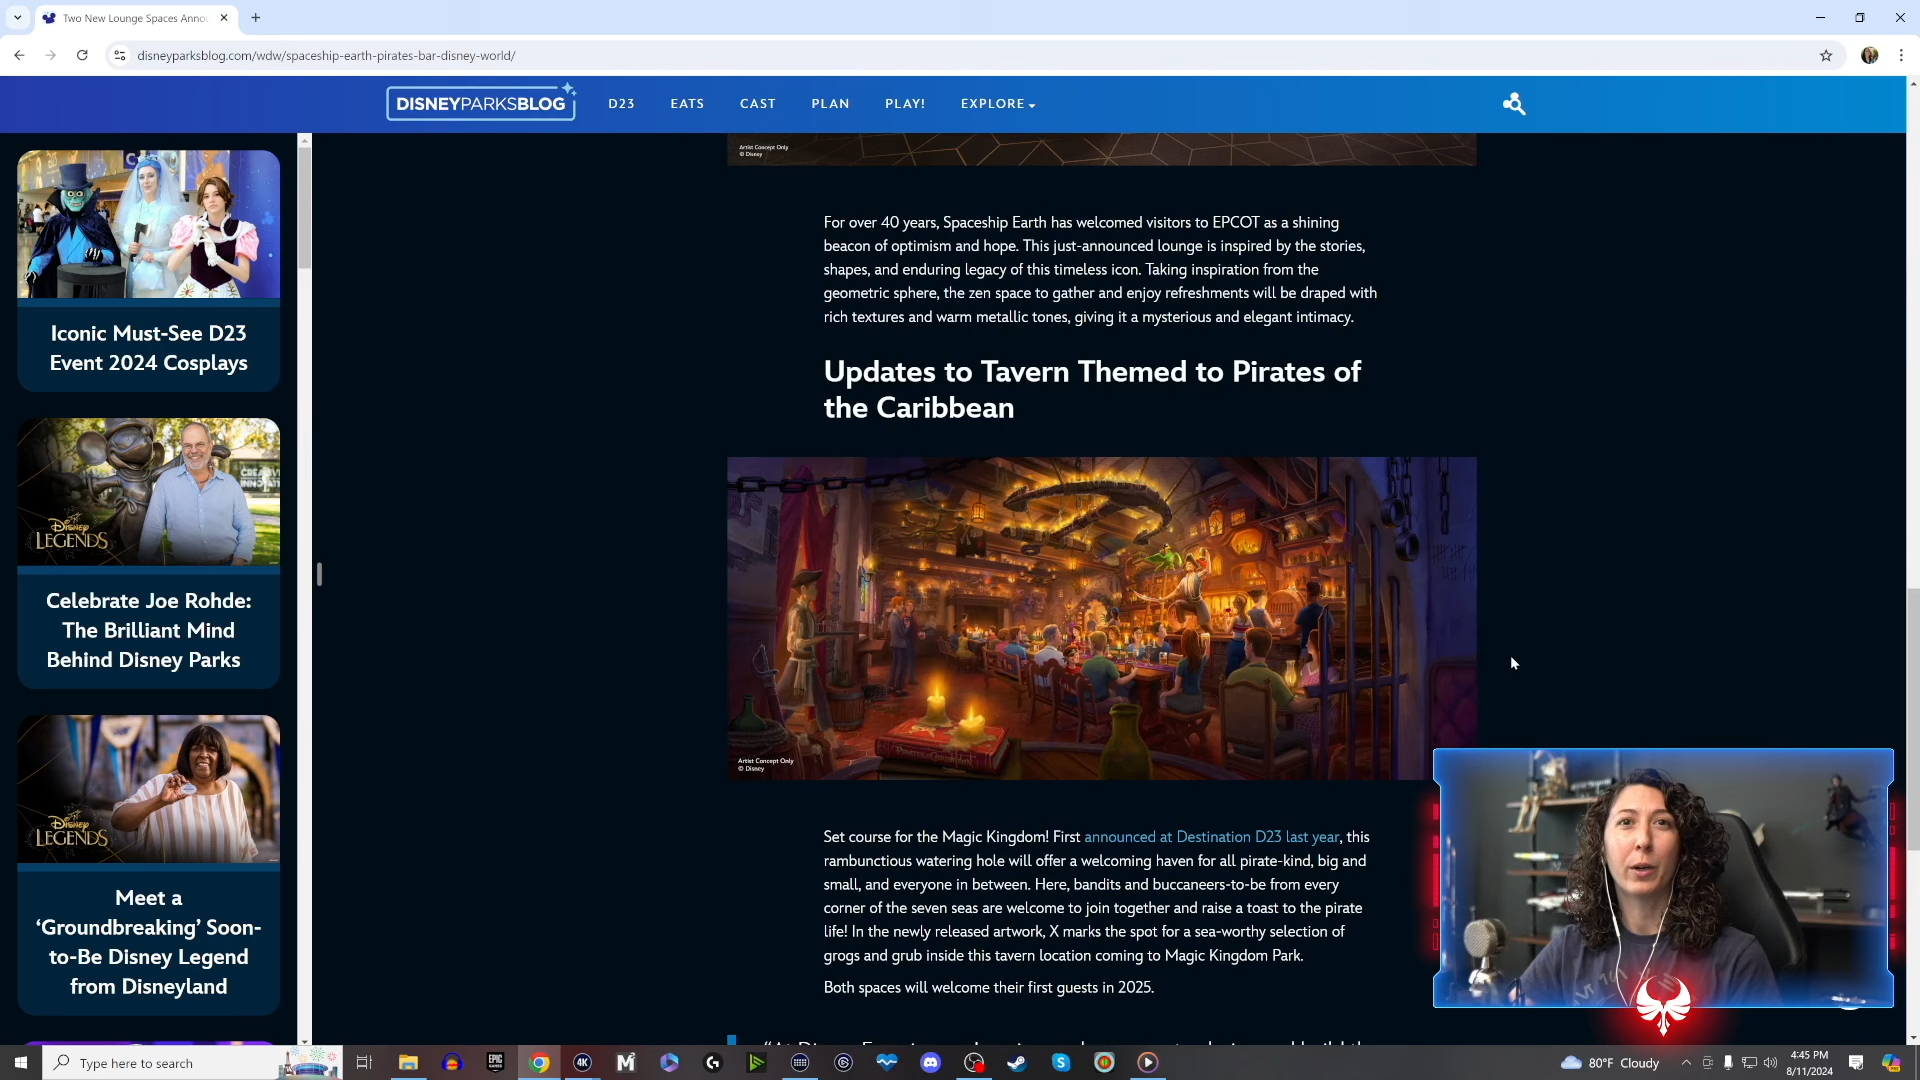 Two New Lounge Spaces Annou
disneyparksblog.com/wdw/spaceship-earth-pirates-bar-disney-world/
DISNEYPARKSBLOG
D23
EATS
CAST
PLAN
PLAY!
EXPLORE
Iconic Must-See D23
Event 2024 Cosplays
Disney
LEGENDS
Celebrate Joe Rohde:
The Brilliant Mind
Behind Disney Parks
Disney
LEGENDS
Meet a
‘Groundbreaking’ Soon-
to-Be Disney Legend
from Disneyland
Artist Concept Only
© Disney
For over 40 years, Spaceship Earth has welcomed visitors to EPCOT as a shining
beacon of optimism and hope. This just-announced lounge is inspired by the stories,
shapes, and enduring legacy of this timeless icon. Taking inspiration from the
geometric sphere, the zen space to gather and enjoy refreshments will be draped with
rich textures and warm metallic tones, giving it a mysterious and elegant intimacy.
Updates to Tavern Themed to Pirates of
the Caribbean
Artist Concept Only
© Disney
Set course for the Magic Kingdom! First announced at Destination D23 last year, this
rambunctious watering hole will offer a welcoming haven for all pirate-kind, big and
small, and everyone in between. Here, bandits and buccaneers-to-be from every
corner of the seven seas are welcome to join together and raise a toast to the pirate
life! In the newly released artwork, X marks the spot for a sea-worthy selection of
grogs and grub inside this tavern location coming to Magic Kingdom Park.
Both spaces will welcome their first guests in 2025.
Type here to search
EPIC
GAMES
4K
80°F Cloudy
4:45 PM
8/11/2024